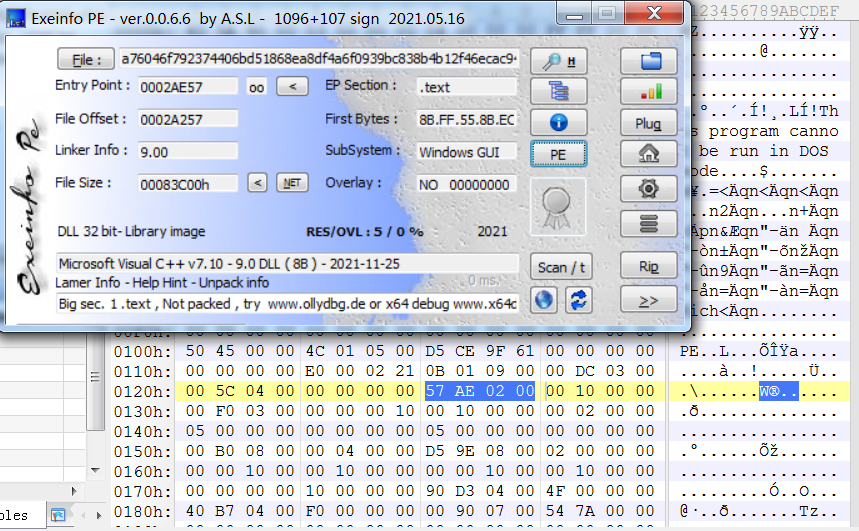 Exeinfo PE - ver.0.0.6.6  by A.S.L -  1096+107 sign  2021.05.16
123456789ABCDEF
File :
a76046f792374406bd51868ea8df4a6f0939bc838b4b12f46ecac9
H
Entry Point : 0002AE57 oo < EP Section : .text
File Offset : 0002A257 First Bytes : 8B.FF.55.8B.EC
Plug
Linker Info : 9.00 SubSystem : Windows GUI
PE
File Size : 00083C00h < NET Overlay : NO 00000000
DLL 32 bit- Library image RES/OVL : 5 / 0 % 2021
Microsoft Visual C++ v7.10 - 9.0 DLL ( 8B ) - 2021-11-25
Scan / t
Rip
Lamer Info - Help Hint - Unpack info 0 ms.
Big sec. 1 .text , Not packed , try www.ollydbg.de or x64 debug www.x64c
>>
Exeinfo Pe
Z..........ÿÿ..
........@......
.º..´.Í!¸.LÍ!Th
s program canno
be run in DOS
ode....$.......
¥.=<Äqn<Äqn<Äqn
..n2Äqn...n+Äqn
Äpn&Æqn"–än Äqn
–òn±Äqn"–õnžÄqn
–ûn9Äqn"–ãn=Äqn
–ån=Äqn"–àn=Äqn
ich<Äqn........
0100h: 50 45 00 00 4C 01 05 00 D5 CE 9F 61 00 00 00 00 PE..L...ÕÎŸa....
0110h: 00 00 00 00 E0 00 02 21 0B 01 09 00 00 DC 03 00 ....à..!.....Ü..
0120h: 00 5C 04 00 00 00 00 00 57 AE 02 00 00 10 00 00 .\......W®......
0130h: 00 F0 03 00 00 00 00 10 00 10 00 00 00 02 00 00 .ð..............
0140h: 05 00 00 00 00 00 00 00 05 00 00 00 00 00 00 00 ................
0150h: 00 B0 08 00 00 04 00 00 D5 9E 08 00 02 00 00 00 .°......Õž......
0160h: 00 00 10 00 00 10 00 00 00 00 10 00 00 10 00 00 ................
0170h: 00 00 00 00 10 00 00 00 90 D3 04 00 4F 00 00 00 .........Ó..O...
0180h: 40 B7 04 00 F0 00 00 00 00 90 07 00 54 7A 00 00 @·..ð.......Tz..
oles